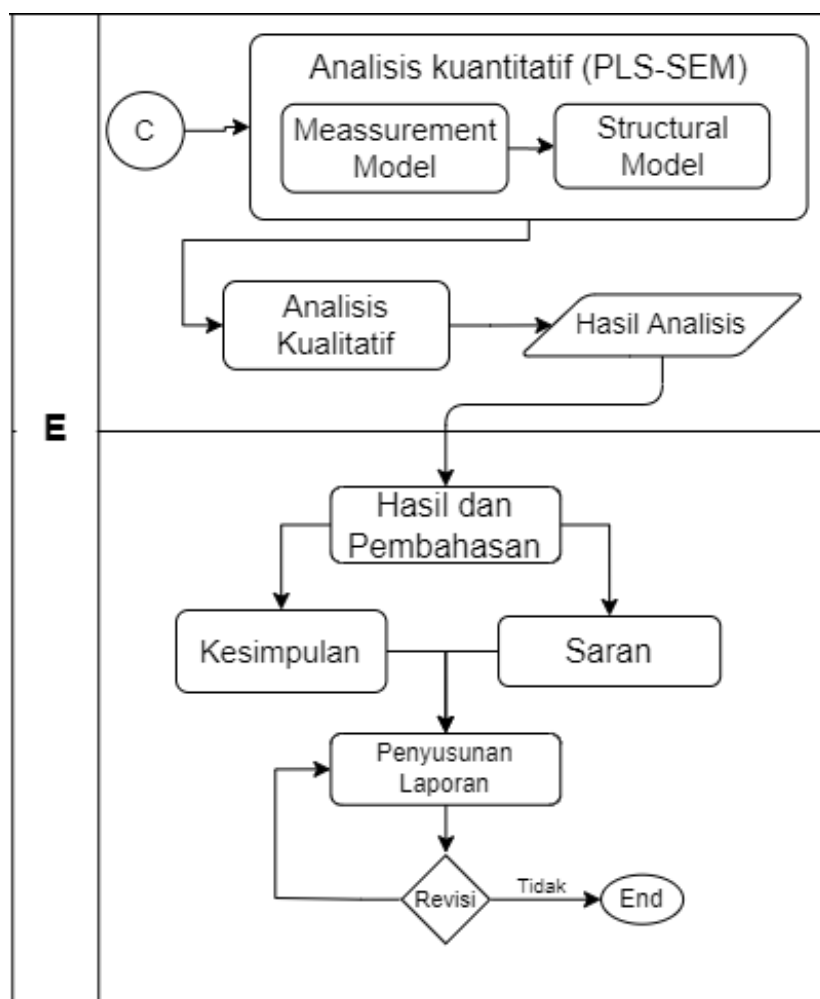 C
Analisis kuantitatif (PLS-SEM)
Meassurement
Model
Structural
Model
Analisis
Kualitatif
Hasil Analisis
E
Hasil dan
Pembahasan
Kesimpulan
Saran
Penyusunan
Laporan
Revisi
Tidak
End